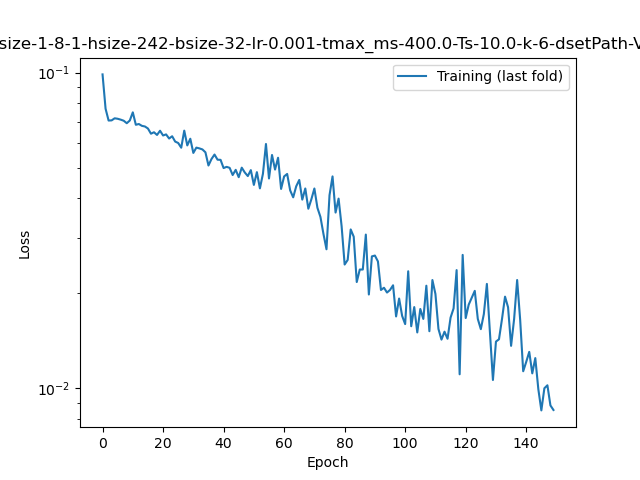 size-1-8-1-hsize-242-bsize-32-lr-0.001-tmax_ms-400.0-Ts-10.0-k-6-dsetPath-V
Training (last fold)
10⁻¹
10⁻²
Loss
0 20 40 60 80 100 120 140
Epoch